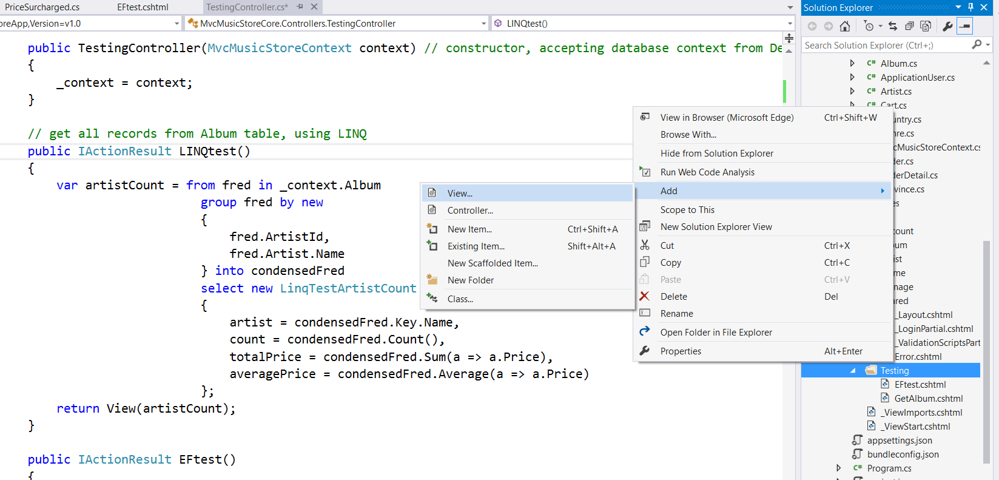 PriceSurcharged.cs
EFtest.cshtml
TestingController.cs*
oreApp,Version=v1.0
MvcMusicStoreCore.Controllers.TestingController
LINQtest()
public TestingController(MvcMusicStoreContext context) // constructor, accepting database context from De
{
_context = context;
}
// get all records from Album table, using LINQ
public IActionResult LINQtest()
{
var artistCount = from fred in _context.Album
group fred by new
{
fred.ArtistId,
fred.Artist.Name
} into condensedFred
select new LinqTestArtistCount
{
artist = condensedFred.Key.Name,
count = condensedFred.Count(),
totalPrice = condensedFred.Sum(a => a.Price),
averagePrice = condensedFred.Average(a => a.Price)
};
return View(artistCount);
}
public IActionResult EFtest()
{
View...
Controller...
New Item... Ctrl+Shift+A
Existing Item... Shift+Alt+A
New Scaffolded Item...
New Folder
Class...
View in Browser (Microsoft Edge) Ctrl+Shift+W
Browse With...
Hide from Solution Explorer
Run Web Code Analysis
Add
Scope to This
New Solution Explorer View
Cut Ctrl+X
Copy Ctrl+C
Paste Ctrl+V
Delete Del
Rename
Open Folder in File Explorer
Properties Alt+Enter
Solution Explorer
Search Solution Explorer (Ctrl+;)
C# Album.cs
C# ApplicationUser.cs
C# Artist.cs
C# Cart.cs
untry.cs
nre.cs
cMusicStoreContext.cs
der.cs
derDetail.cs
vince.cs
es
count
um
ist
me
nage
ared
_Layout.cshtml
_LoginPartial.cshtml
_ValidationScriptsPart
Error.cshtml
Testing
EFtest.cshtml
GetAlbum.cshtml
_ViewImports.cshtml
_ViewStart.cshtml
appsettings.json
bundleconfig.json
C# Program.cs